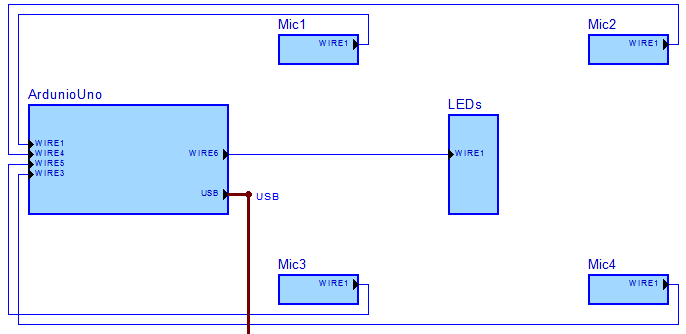 Mic1
Mic2
WIRE1
WIRE1
ArdunioUno
LEDs
WIRE1
WIRE4
WIRE5
WIRE3
WIRE6
WIRE1
USB
USB
Mic3
Mic4
WIRE1
WIRE1